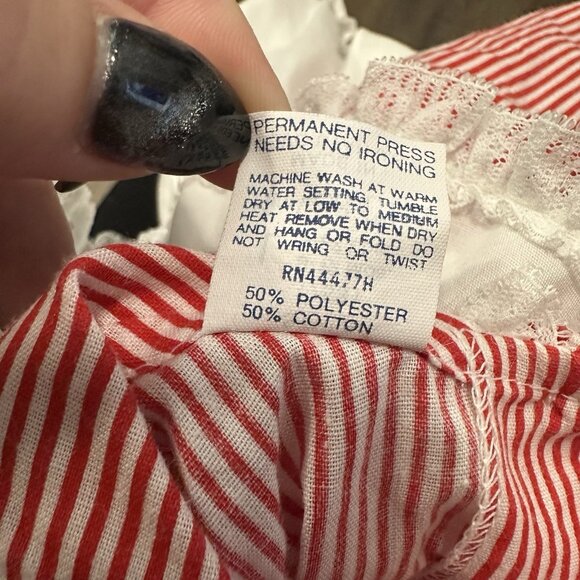 PERMANENT PRESS
NEEDS NO IRONING
MACHINE WASH AT WARM
WATER SETTING, TUMBLE
DRY AT LOW TO MEDIUM
HEAT REMOVE WHEN DRY
AND HANG OR FOLD DO
NOT WRING OR TWIST
RN44477H
50% POLYESTER
50% COTTON